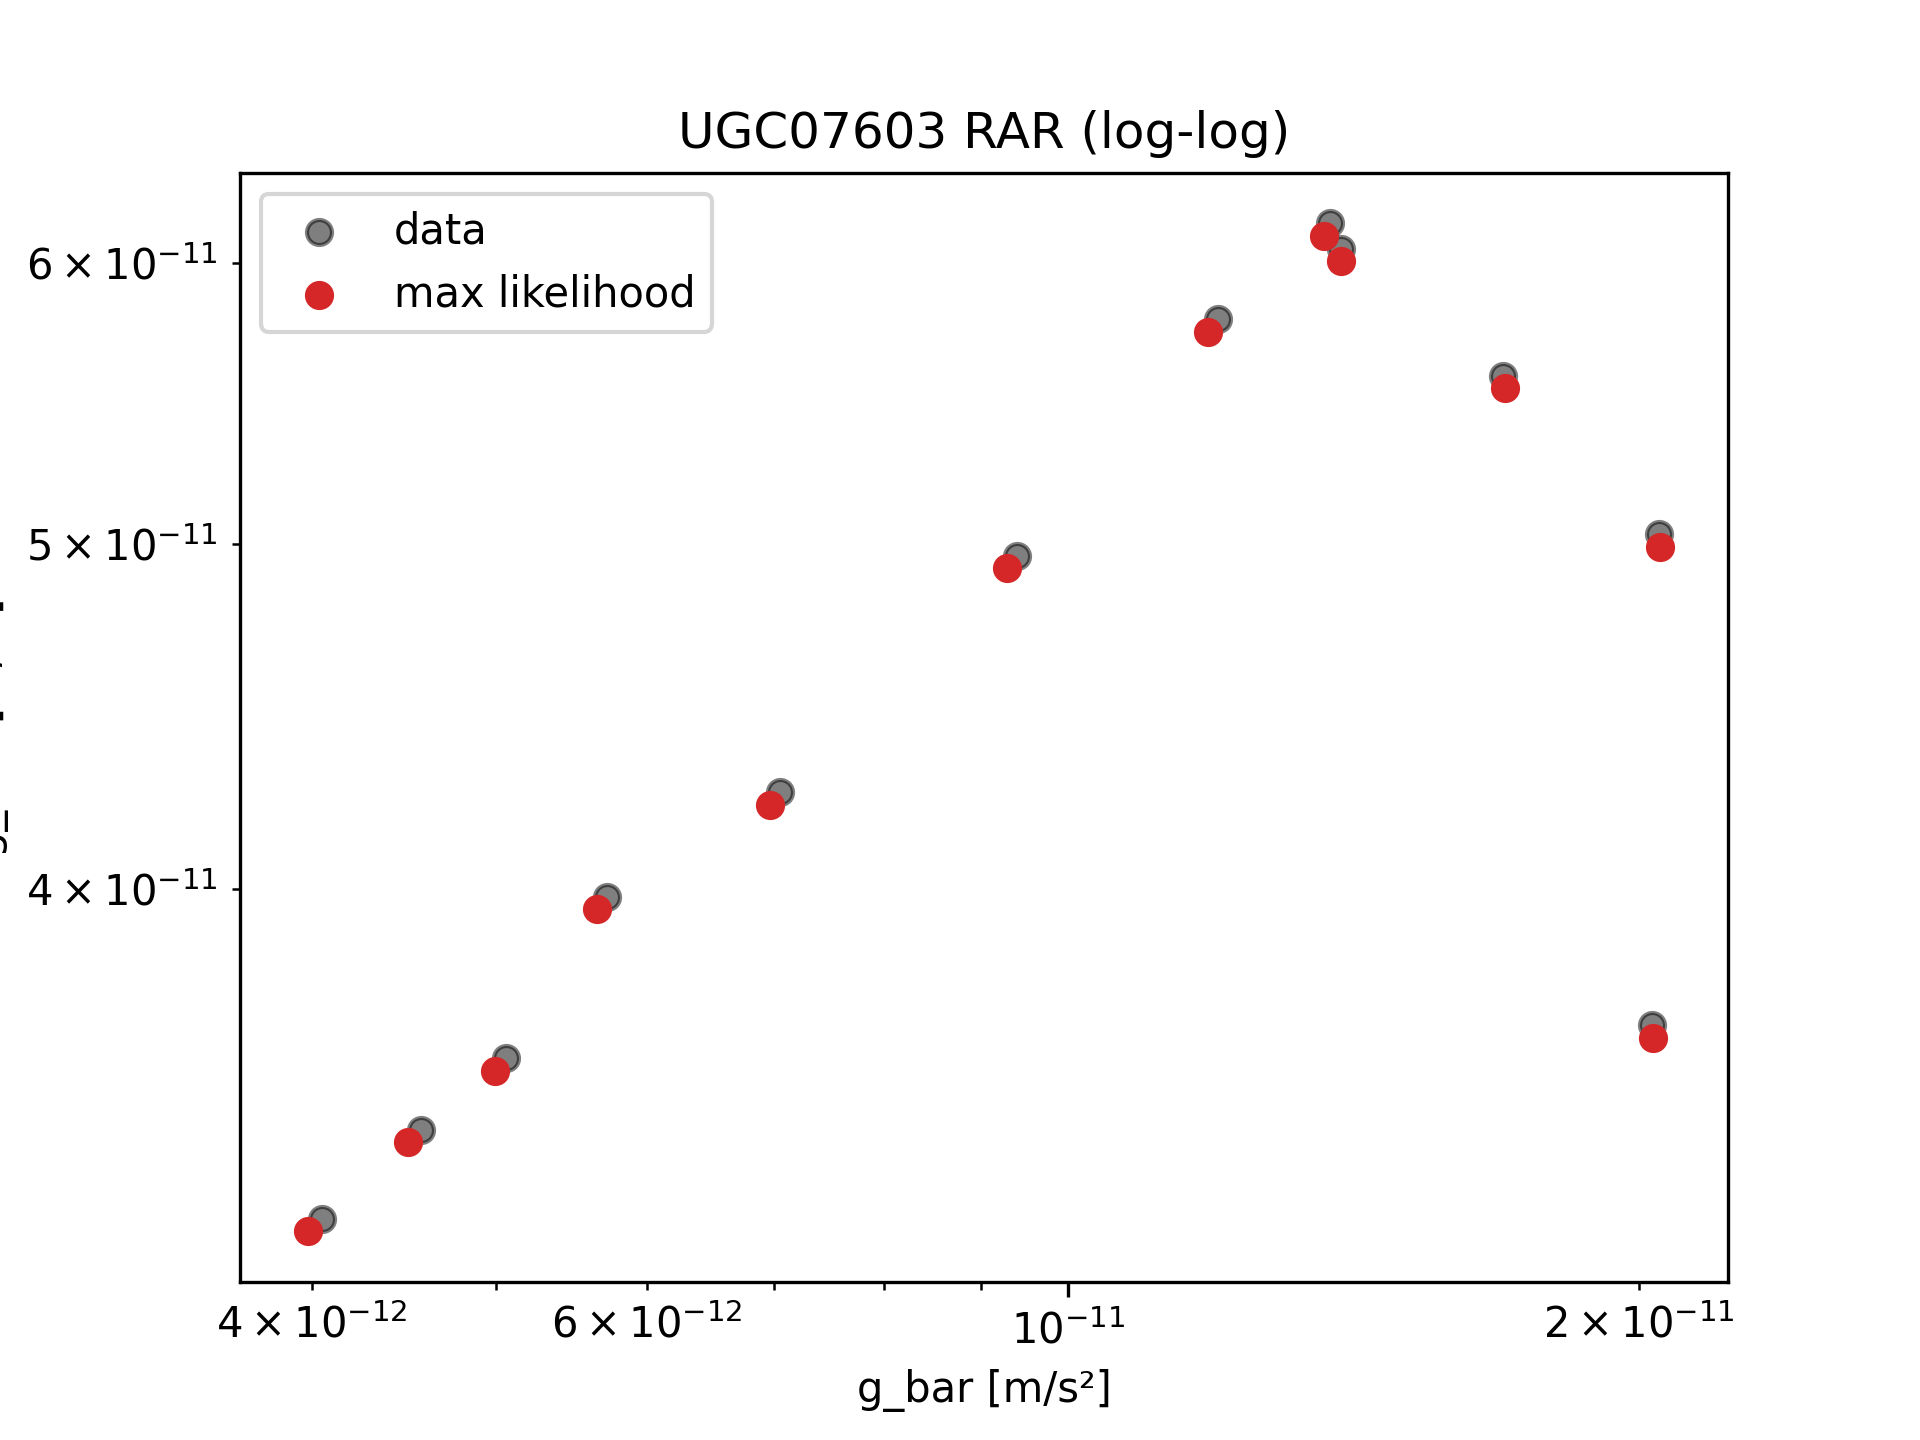 UGC07603 RAR (log-log)
data
max likelihood
6 × 10⁻¹¹
5 × 10⁻¹¹
4 × 10⁻¹¹
4 × 10⁻¹²
6 × 10⁻¹²
10⁻¹¹
2 × 10⁻¹¹
g_bar [m/s²]